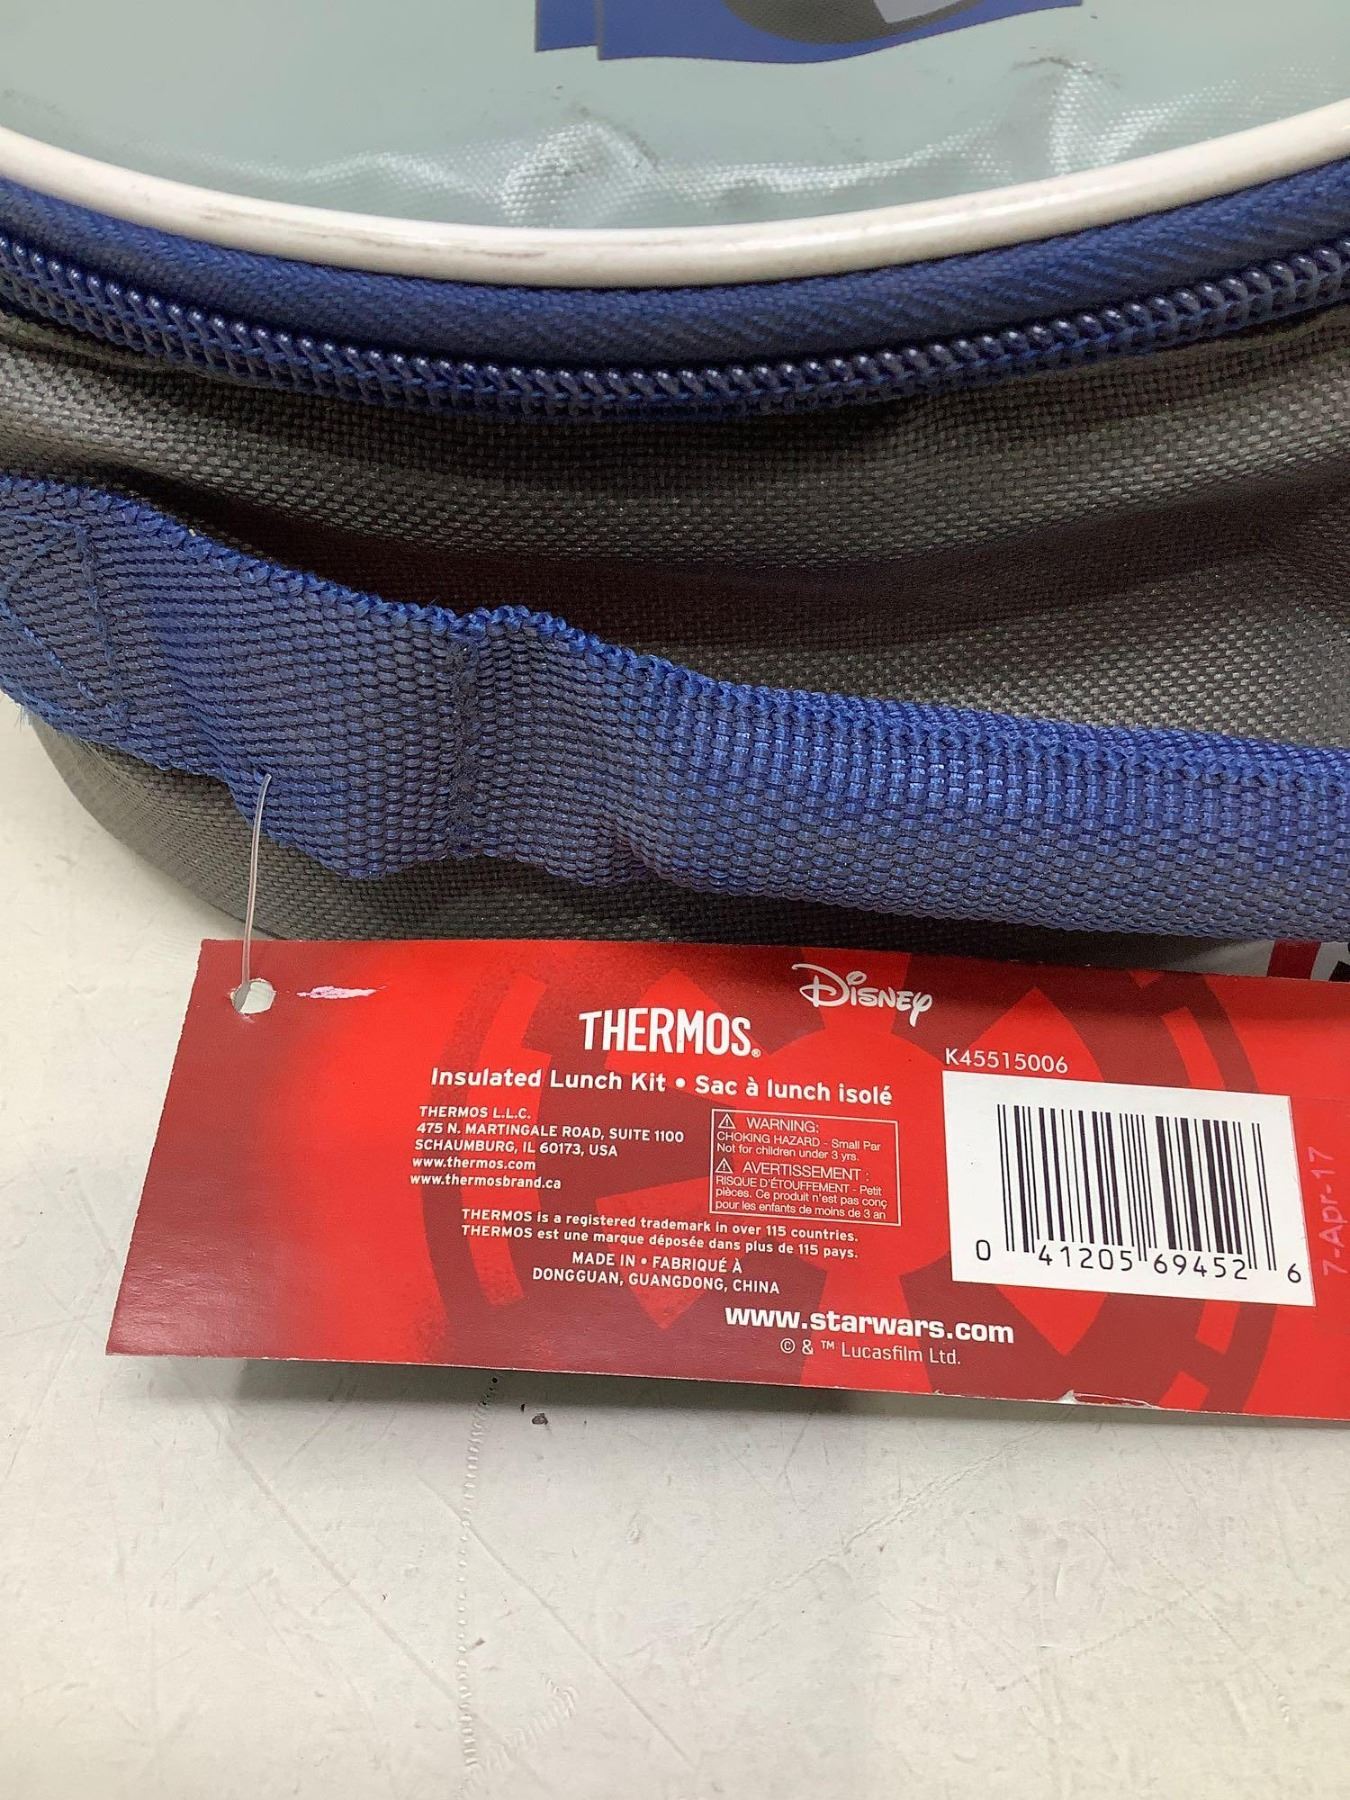 Disney
THERMOS®
K45515006
Insulated Lunch Kit • Sac à lunch isolé
THERMOS L.L.C.
475 N. MARTINGALE ROAD, SUITE 1100
SCHAUMBURG, IL 60173, USA
www.thermos.com
www.thermosbrand.ca
⚠ WARNING:
CHOKING HAZARD - Small Par
Not for children under 3 yrs.
⚠ AVERTISSEMENT :
RISQUE D'ÉTOUFFEMENT - Petit
pièces. Ce produit n'est pas conç
pour les enfants de moins de 3 an
THERMOS is a registered trademark in over 115 countries.
THERMOS est une marque déposée dans plus de 115 pays.
MADE IN • FABRIQUÉ À
DONGGUAN, GUANGDONG, CHINA
www.starwars.com
© & ™ Lucasfilm Ltd.
0 41205 69452 6
7-Apr-17